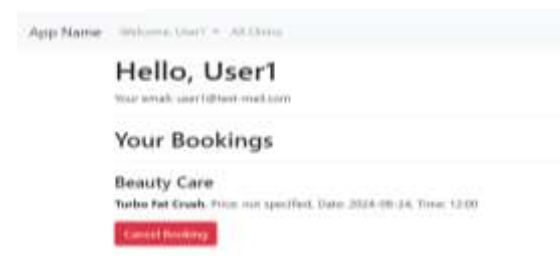 App Name Welcome, User1 All Clinics
Hello, User1
Your email: user1@test-mail.com
Your Bookings
Beauty Care
Turbo Fat Crush. Price: not specified, Date: 2024-08-24, Time: 12:00
Cancel Booking